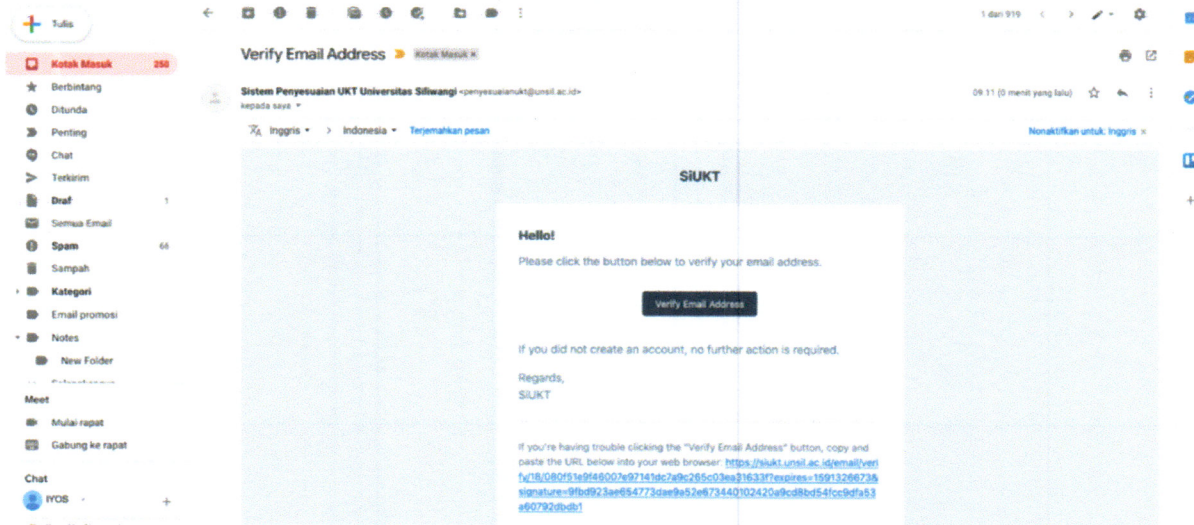 Tulis
1 dari 919
Verify Email Address
Kotak Masuk ×
Kotak Masuk 250
Sistem Penyesuaian UKT Universitas Siliwangi <penyesuaianukt@unsil.ac.id>
09.11 (0 menit yang lalu)
kepada saya
Berbintang
Ditunda
Inggris > Indonesia Terjemahkan pesan
Nonaktifkan untuk: Inggris ×
Penting
Chat
Terkirim
Draf 1
Semua Email
Spam 66
Sampah
Kategori
Email promosi
Notes
New Folder
Meet
Mulai rapat
Gabung ke rapat
Chat
IYOS
SiUKT
Hello!
Please click the button below to verify your email address.
Verify Email Address
If you did not create an account, no further action is required.
Regards,
SiUKT
If you're having trouble clicking the "Verify Email Address" button, copy and
paste the URL below into your web browser: https://siukt.unsil.ac.id/email/veri
fy/18/080f51e9f46007e97141dc7a9c265c03ea31633f?expires=1591326673&
signature=9fbd923ae654773dae9a52e673440102420a9cd8bd54fcc9dfa53
a60792dbdb1